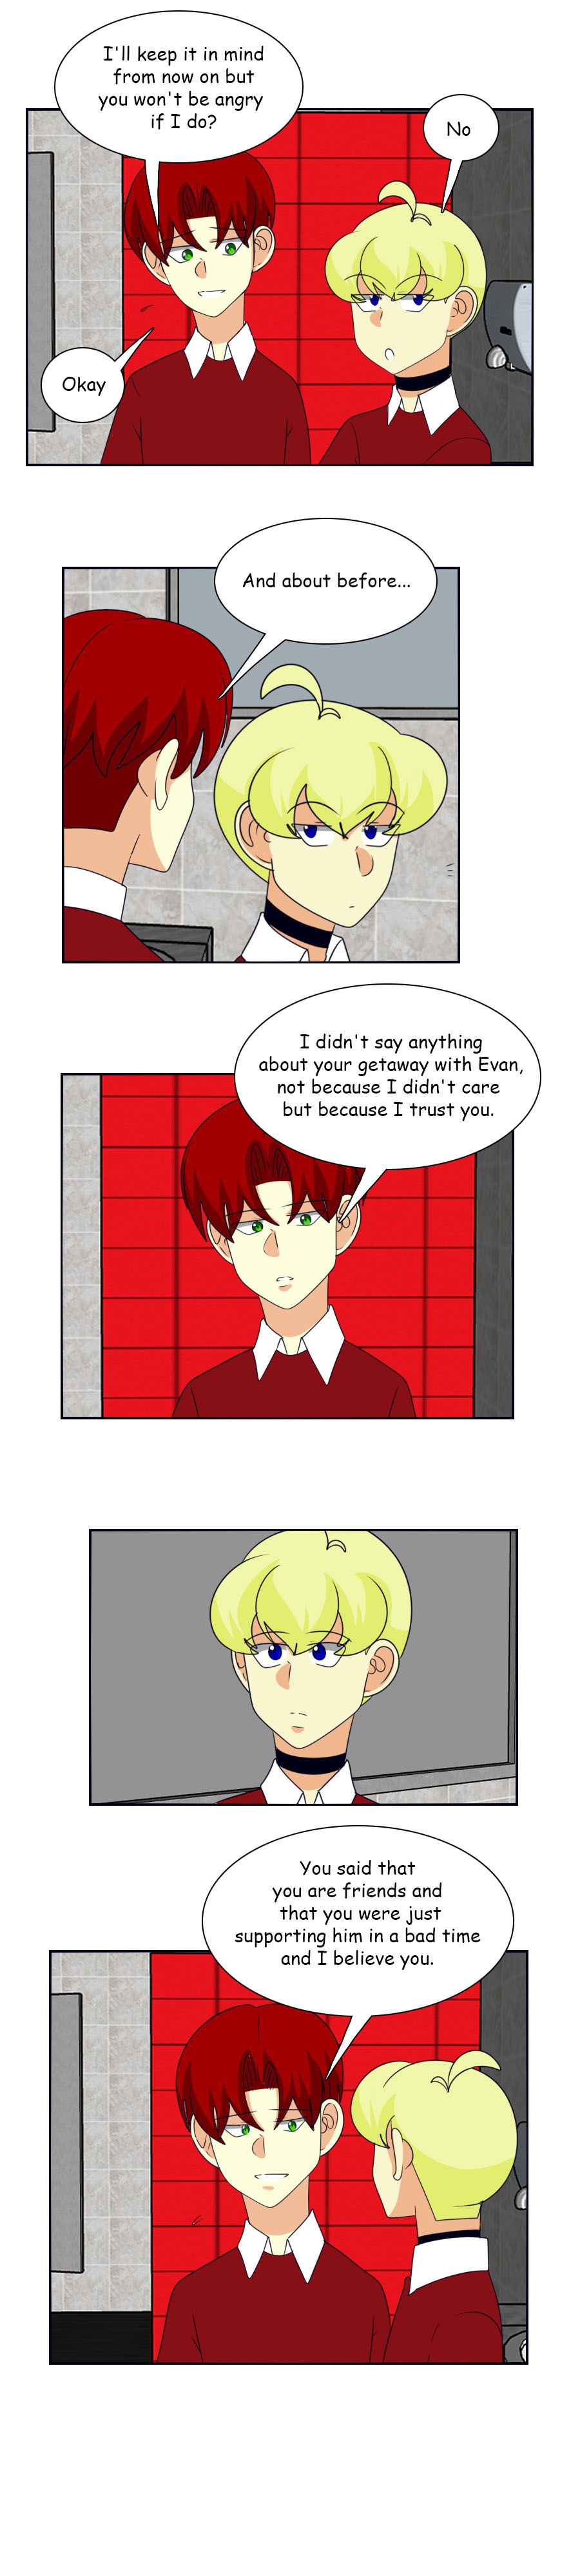 I'll keep it in mind
from now on but
you won't be angry
if I do?
No
Okay
And about before...
I didn't say anything
about your getaway with Evan,
not because I didn't care
but because I trust you.
You said that
you are friends and
that you were just
supporting him in a bad time
and I believe you.